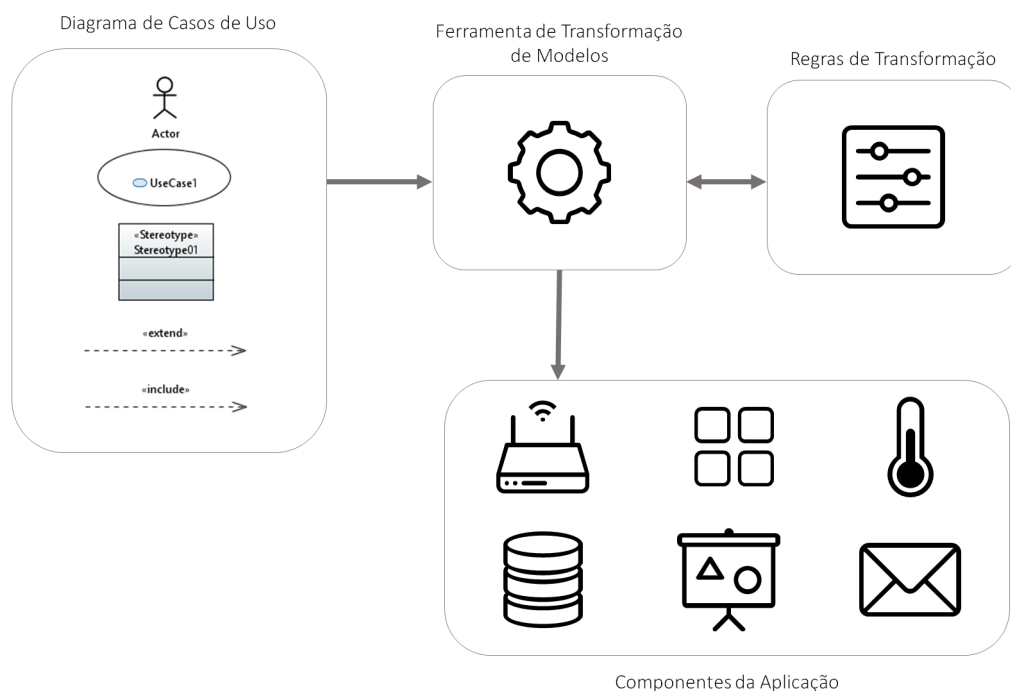 Diagrama de Casos de Uso
Actor
UseCase1
«Stereotype»
Stereotype01
«extend»
«include»
Ferramenta de Transformação
de Modelos
Regras de Transformação
Componentes da Aplicação